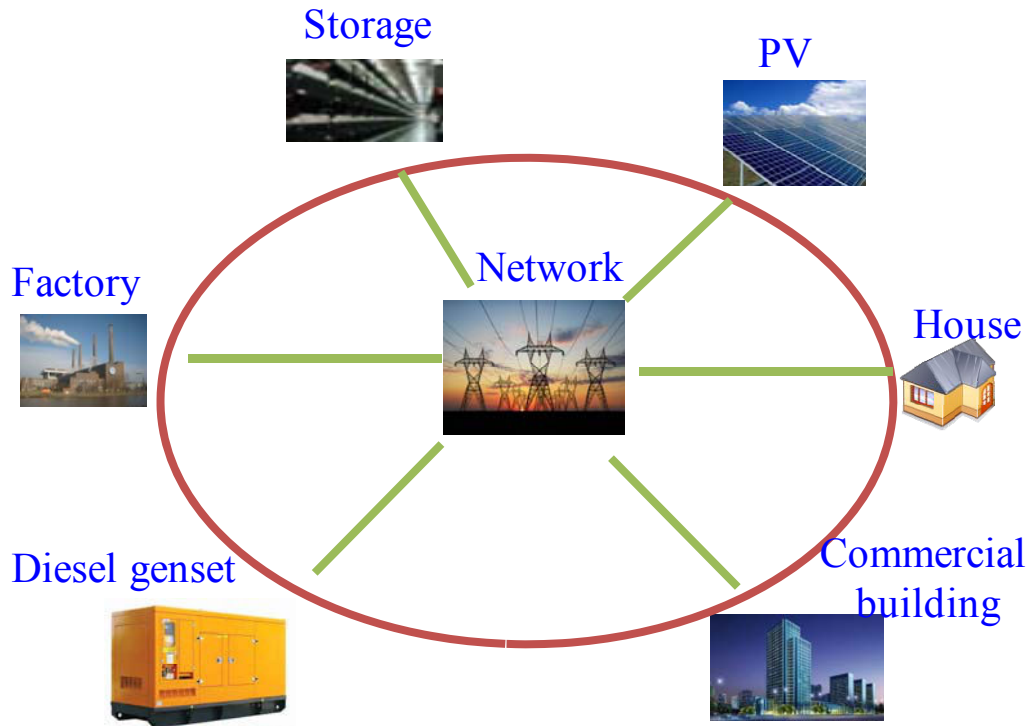 Storage
PV
Network
Factory
House
Diesel genset
Commercial
building